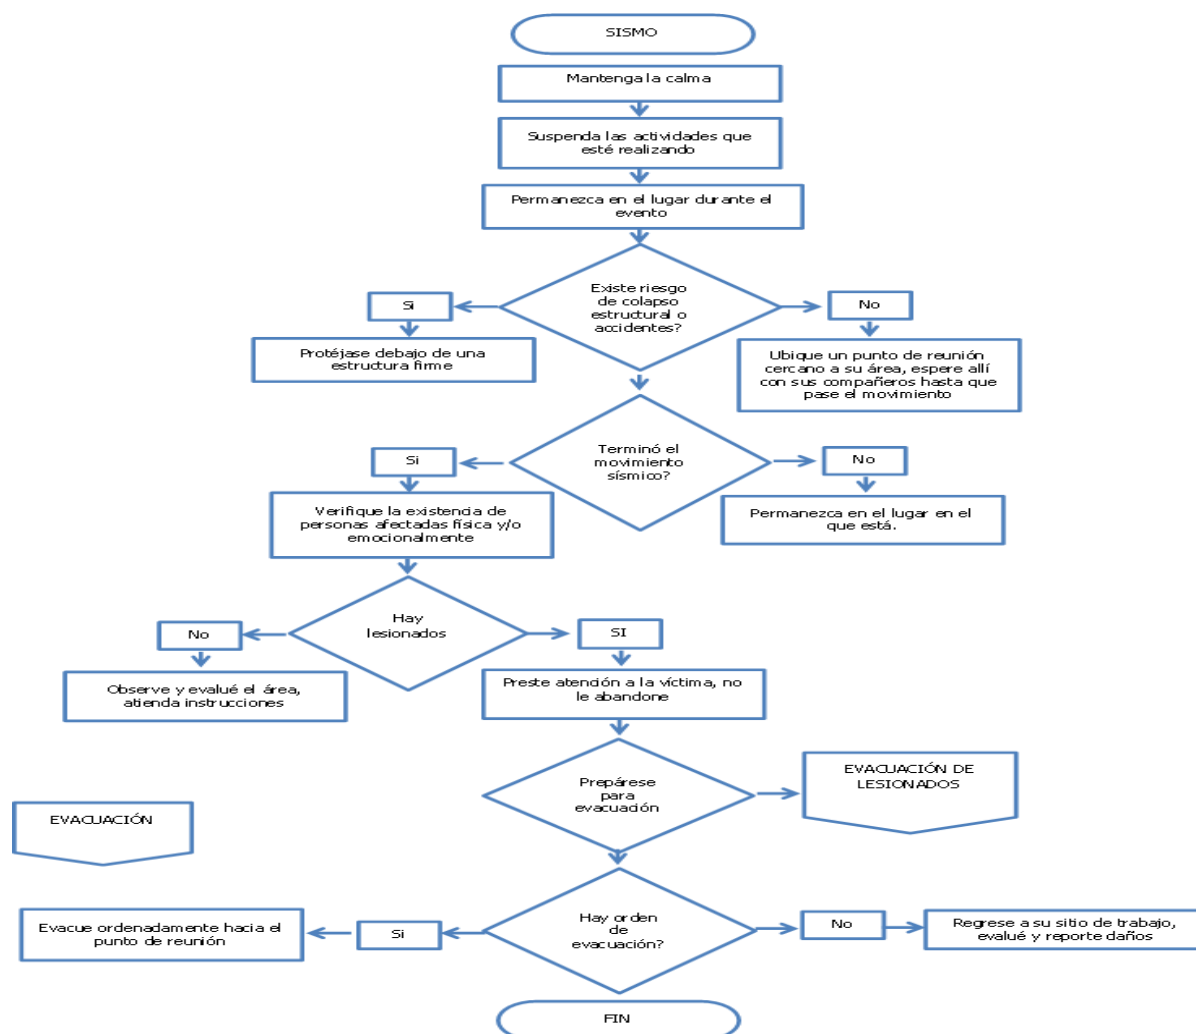 SISMO
Mantenga la calma
Suspenda las actividades que
esté realizando
Permanezca en el lugar durante el
evento
Existe riesgo
de colapso
estructural o
accidentes?
Si
No
Protéjase debajo de una
estructura firme
Ubique un punto de reunión
cercano a su área, espere allí
con sus compañeros hasta que
pase el movimiento
Terminó el
movimiento
sísmico?
Si
No
Verifique la existencia de
personas afectadas física y/o
emocionalmente
Permanezca en el lugar en el
que está.
Hay
lesionados
No
SI
Observe y evalué el área,
atienda instrucciones
Preste atención a la víctima, no
le abandone
Prepárese
para
evacuación
EVACUACIÓN DE
LESIONADOS
EVACUACIÓN
Hay orden
de
evacuación?
Si
No
Evacue ordenadamente hacia el
punto de reunión
Regrese a su sitio de trabajo,
evalué y reporte daños
FIN